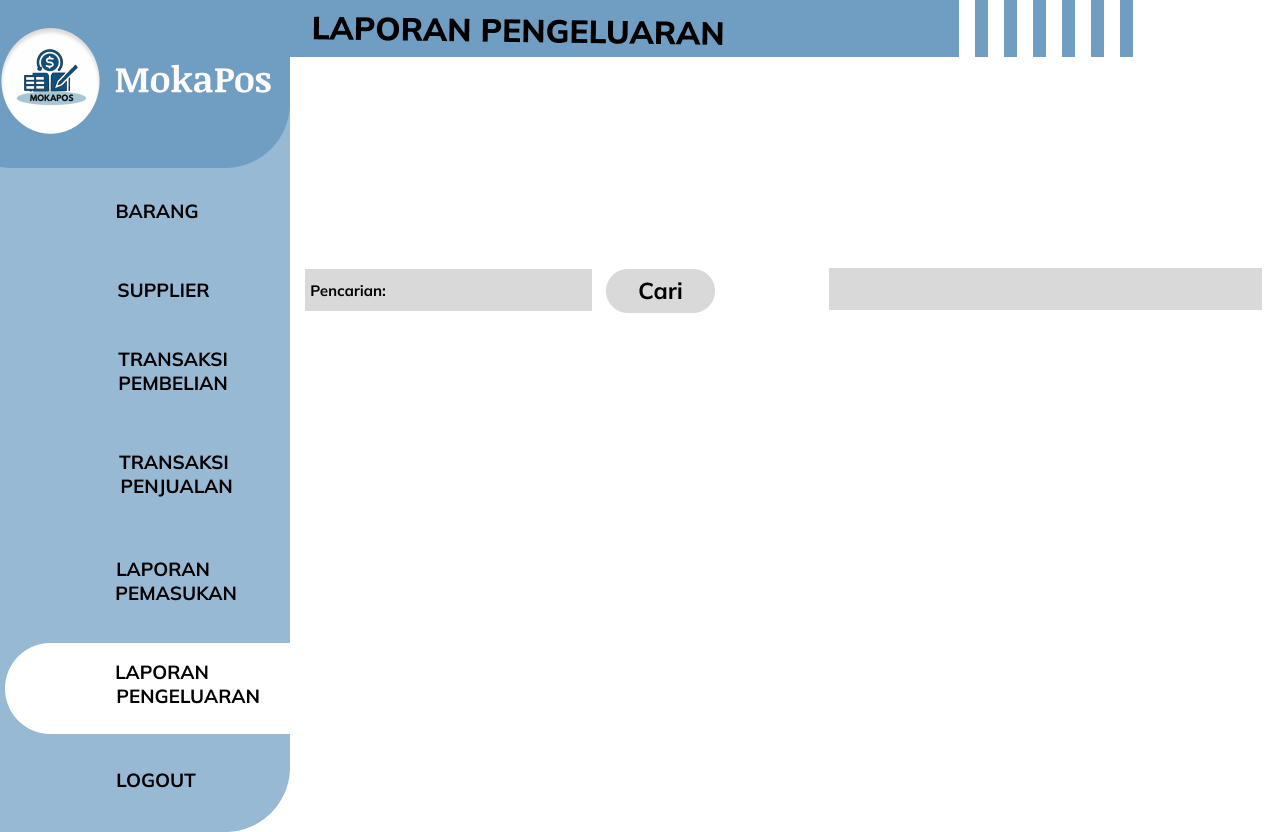 LAPORAN PENGELUARAN
MOKAPOS
MokaPos
BARANG
SUPPLIER
TRANSAKSI
PEMBELIAN
TRANSAKSI
PENJUALAN
LAPORAN
PEMASUKAN
LAPORAN
PENGELUARAN
LOGOUT
Pencarian:
Cari